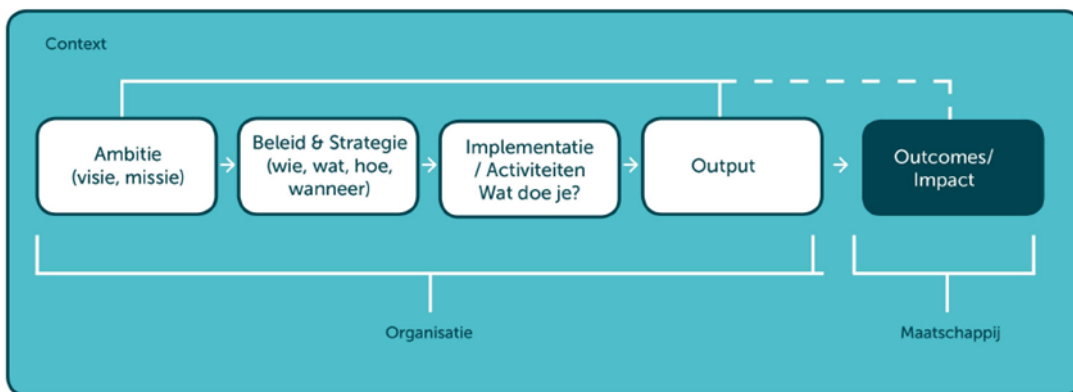 Context
Ambitie
(visie, missie)
Beleid & Strategie
(wie, wat, hoe,
wanneer)
Implementatie
/ Activiteiten
Wat doe je?
Output
Outcomes/
Impact
Organisatie
Maatschappij